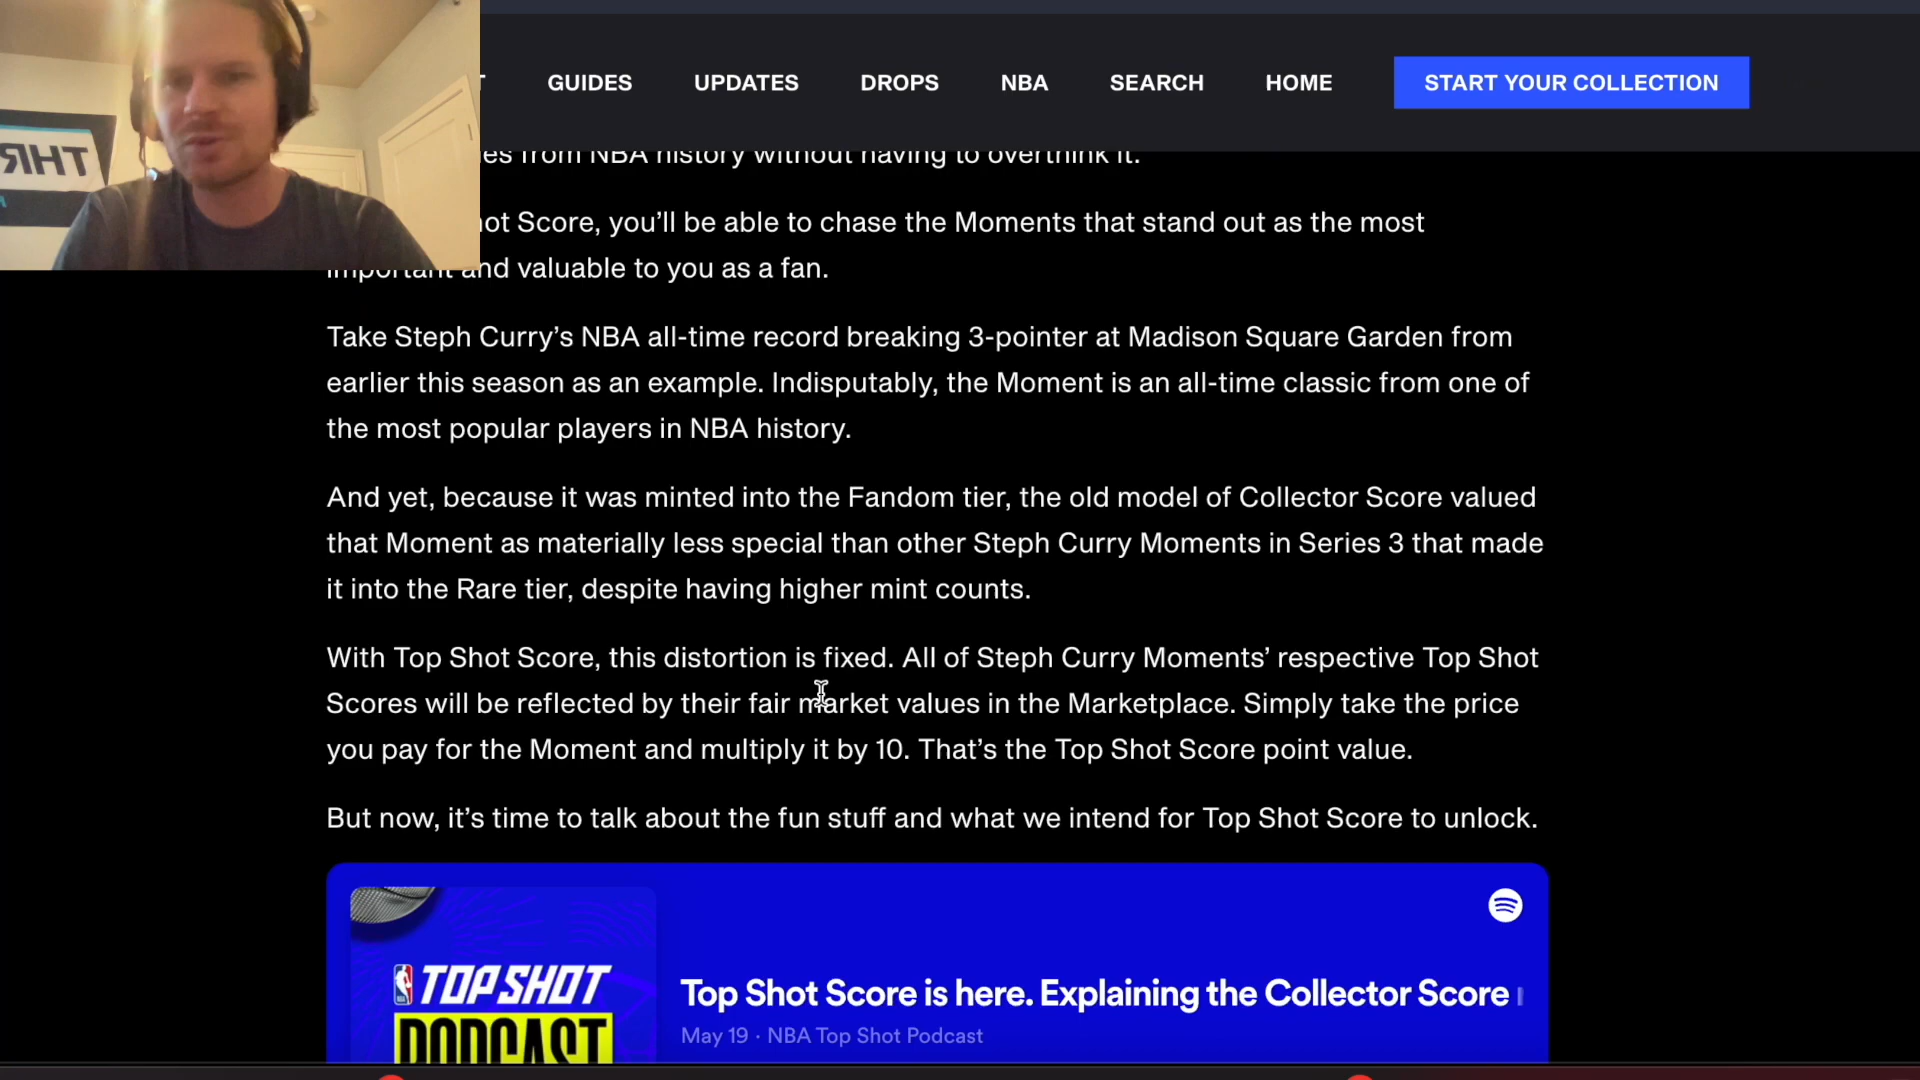 GUIDES
UPDATES
DROPS
NBA
SEARCH
HOME
START YOUR COLLECTION
from NBA history without having to overthink it.
Score, you’ll be able to chase the Moments that stand out as the most
important and valuable to you as a fan.
Take Steph Curry’s NBA all-time record breaking 3-pointer at Madison Square Garden from
earlier this season as an example. Indisputably, the Moment is an all-time classic from one of
the most popular players in NBA history.
And yet, because it was minted into the Fandom tier, the old model of Collector Score valued
that Moment as materially less special than other Steph Curry Moments in Series 3 that made
it into the Rare tier, despite having higher mint counts.
With Top Shot Score, this distortion is fixed. All of Steph Curry Moments’ respective Top Shot
Scores will be reflected by their fair market values in the Marketplace. Simply take the price
you pay for the Moment and multiply it by 10. That’s the Top Shot Score point value.
But now, it’s time to talk about the fun stuff and what we intend for Top Shot Score to unlock.
TOP SHOT
PODCAST
Top Shot Score is here. Explaining the Collector Score
May 19 · NBA Top Shot Podcast